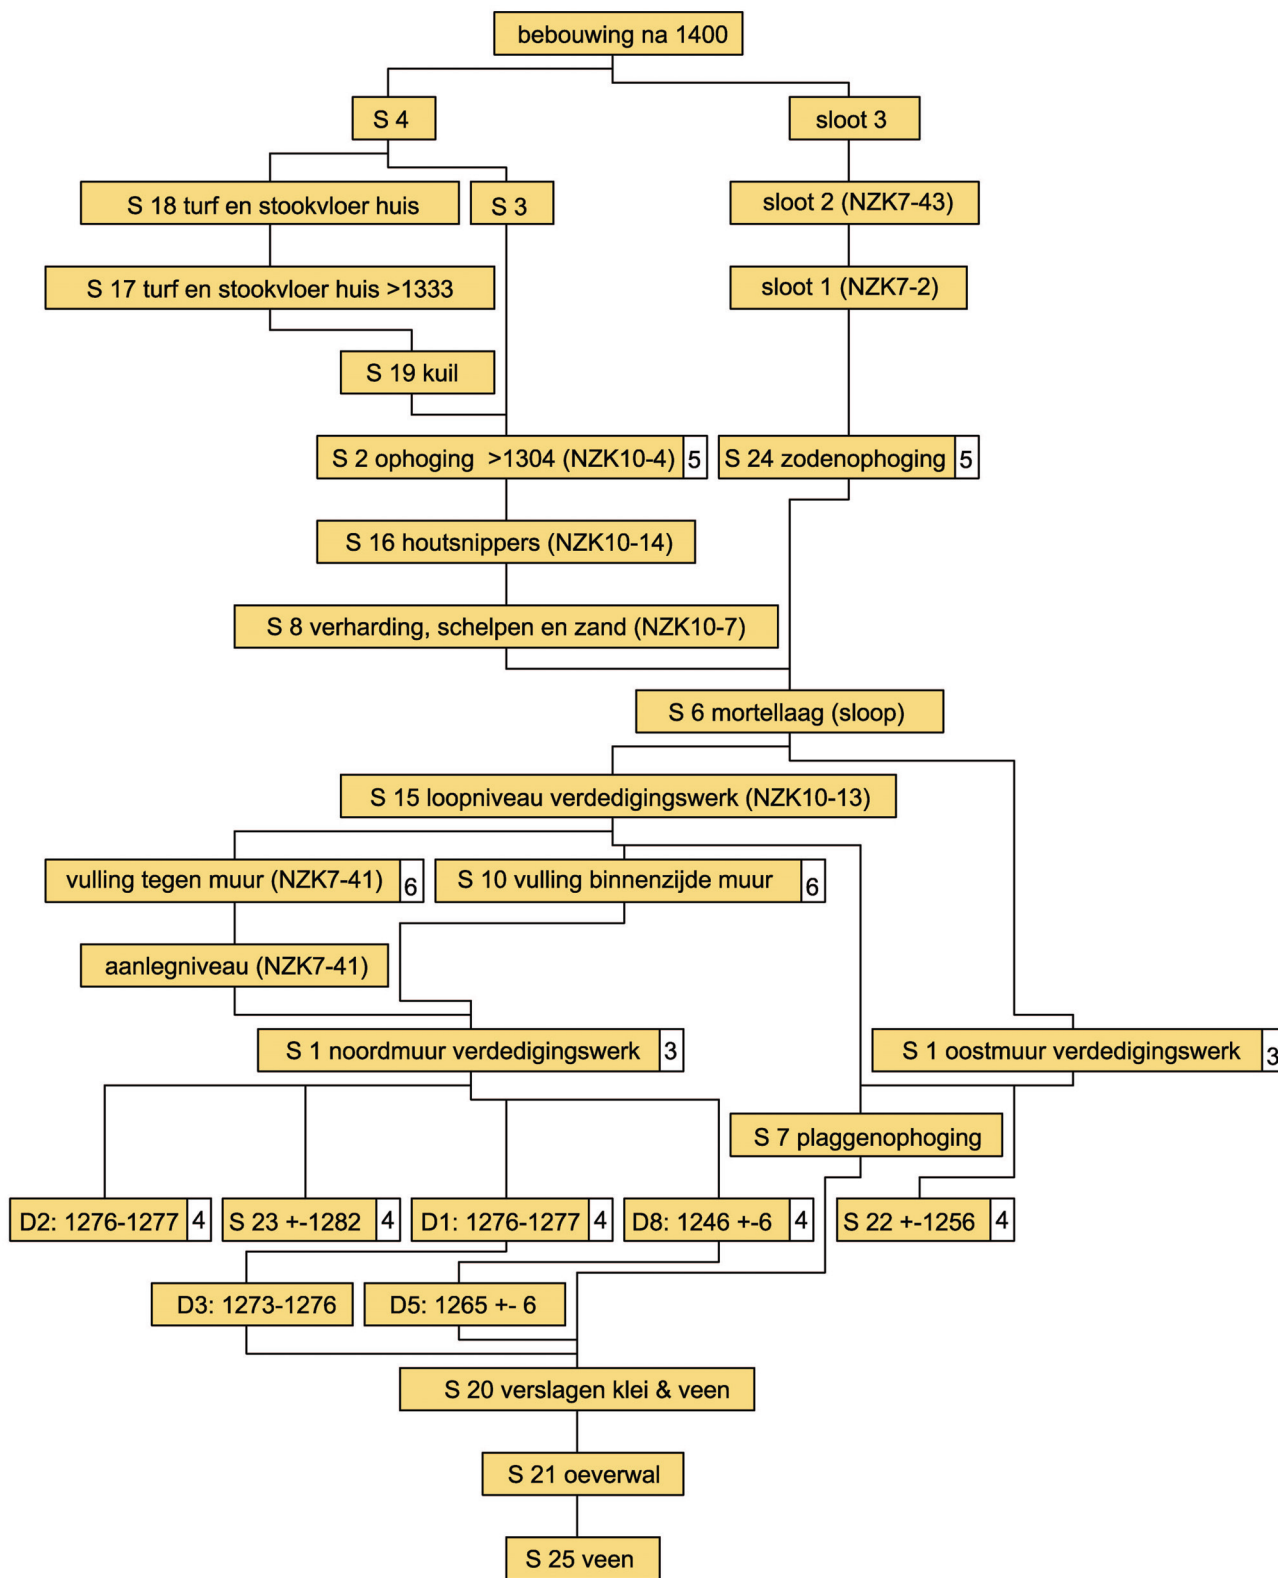 bebouwing na 1400
S 4
sloot 3
S 18 turf en stookvloer huis
S 3
sloot 2 (NZK7-43)
S 17 turf en stookvloer huis >1333
sloot 1 (NZK7-2)
S 19 kuil
S 2 ophoging >1304 (NZK10-4) 5
S 24 zodenophoging 5
S 16 houtsnippers (NZK10-14)
S 8 verharding, schelpen en zand (NZK10-7)
S 6 mortellaag (sloop)
S 15 loopniveau verdedigingswerk (NZK10-13)
vulling tegen muur (NZK7-41) 6
S 10 vulling binnenzijde muur 6
aanlegniveau (NZK7-41)
S 1 noordmuur verdedigingswerk 3
S 1 oostmuur verdedigingswerk 3
S 7 plaggenophoging
D2: 1276-1277 4
S 23 +-1282 4
D1: 1276-1277 4
D8: 1246 +-6 4
S 22 +-1256 4
D3: 1273-1276
D5: 1265 +- 6
S 20 verslagen klei & veen
S 21 oeverwal
S 25 veen